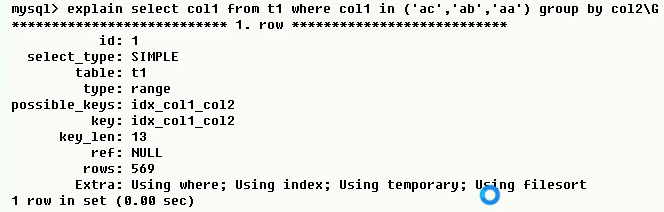 mysql> explain select col1 from t1 where col1 in ('ac','ab','aa') group by col2\G
*************************** 1. row ***************************
id: 1
select_type: SIMPLE
table: t1
type: range
possible_keys: idx_col1_col2
key: idx_col1_col2
key_len: 13
ref: NULL
rows: 569
Extra: Using where; Using index; Using temporary; Using filesort
1 row in set (0.00 sec)